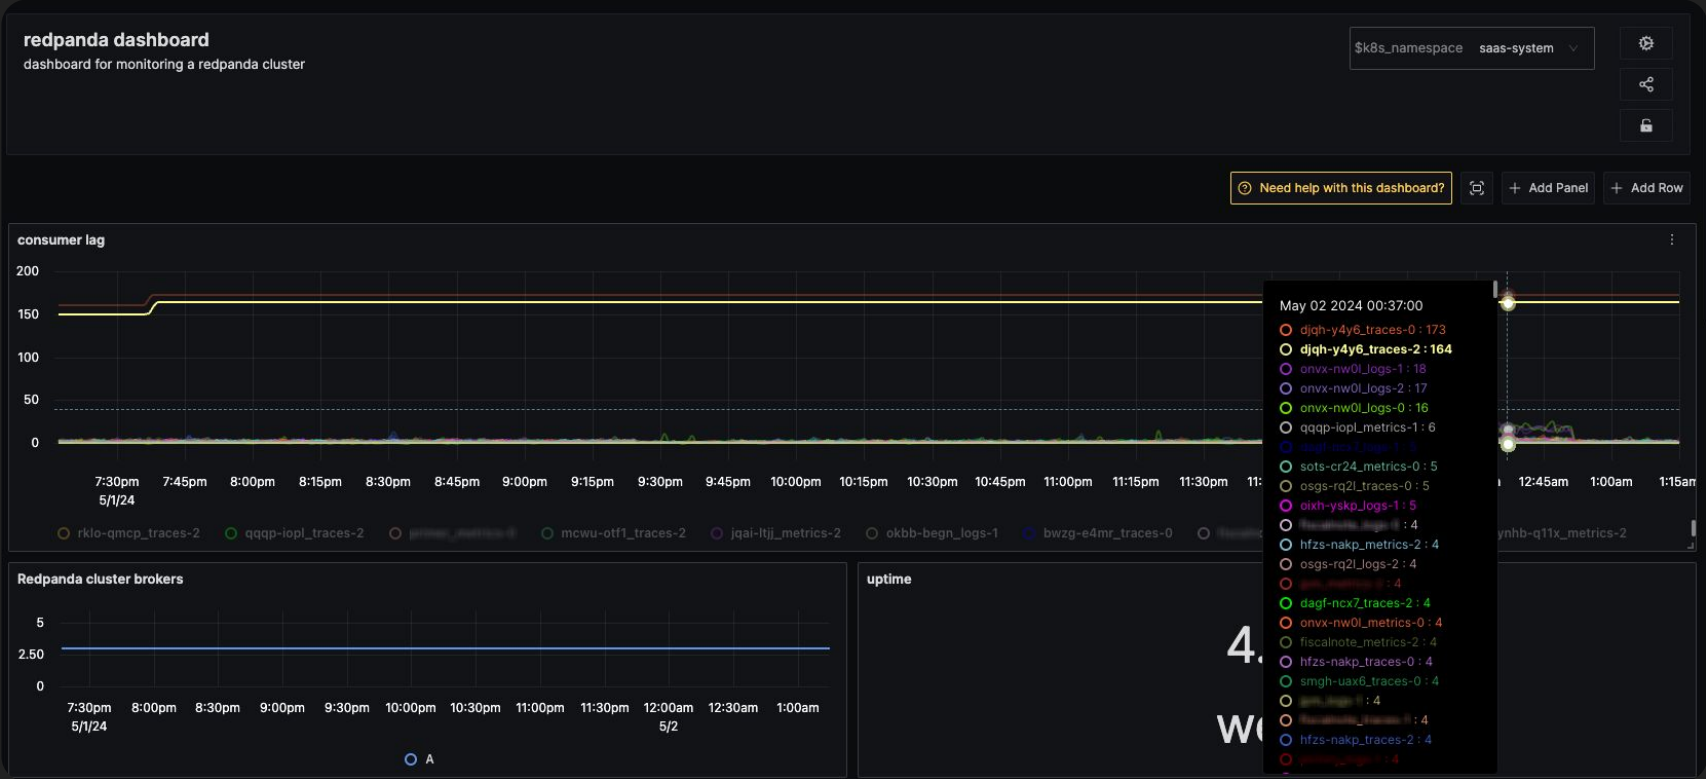 redpanda dashboard
dashboard for monitoring a redpanda cluster
$k8s_namespace saas-system
Need help with this dashboard?
+ Add Panel
+ Add Row
consumer lag
200
150
100
50
0
7:30pm 7:45pm 8:00pm 8:15pm 8:30pm 8:45pm 9:00pm 9:15pm 9:30pm 9:45pm 10:00pm 10:15pm 10:30pm 10:45pm 11:00pm 11:15pm 11:30pm 11: 12:45am 1:00am 1:15am
5/1/24
rklo-qmcp_traces-2 qqqp-iopl_traces-2 mcwu-otf1_traces-2 jqai-ltjj_metrics-2 okbb-begn_logs-1 bwzg-e4mr_traces-0 ynhb-q11x_metrics-2
May 02 2024 00:37:00
djqh-y4y6_traces-0 : 173
djqh-y4y6_traces-2 : 164
onvx-nw0l_logs-1 : 18
onvx-nw0l_logs-2 : 17
onvx-nw0l_logs-0 : 16
qqqp-iopl_metrics-1 : 6
sots-cr24_metrics-0 : 5
osgs-rq2l_traces-0 : 5
oixh-yskp_logs-1 : 5
: 4
hfzs-nakp_metrics-2 : 4
osgs-rq2l_logs-2 : 4
: 4
dagf-ncx7_traces-2 : 4
onvx-nw0l_metrics-0 : 4
fiscalnote_metrics-2 : 4
hfzs-nakp_traces-0 : 4
smgh-uax6_traces-0 : 4
: 4
: 4
hfzs-nakp_traces-2 : 4
: 4
Redpanda cluster brokers
5
2.50
0
7:30pm 8:00pm 8:30pm 9:00pm 9:30pm 10:00pm 10:30pm 11:00pm 11:30pm 12:00am 12:30am 1:00am
5/1/24 5/2
A
uptime
4.
we